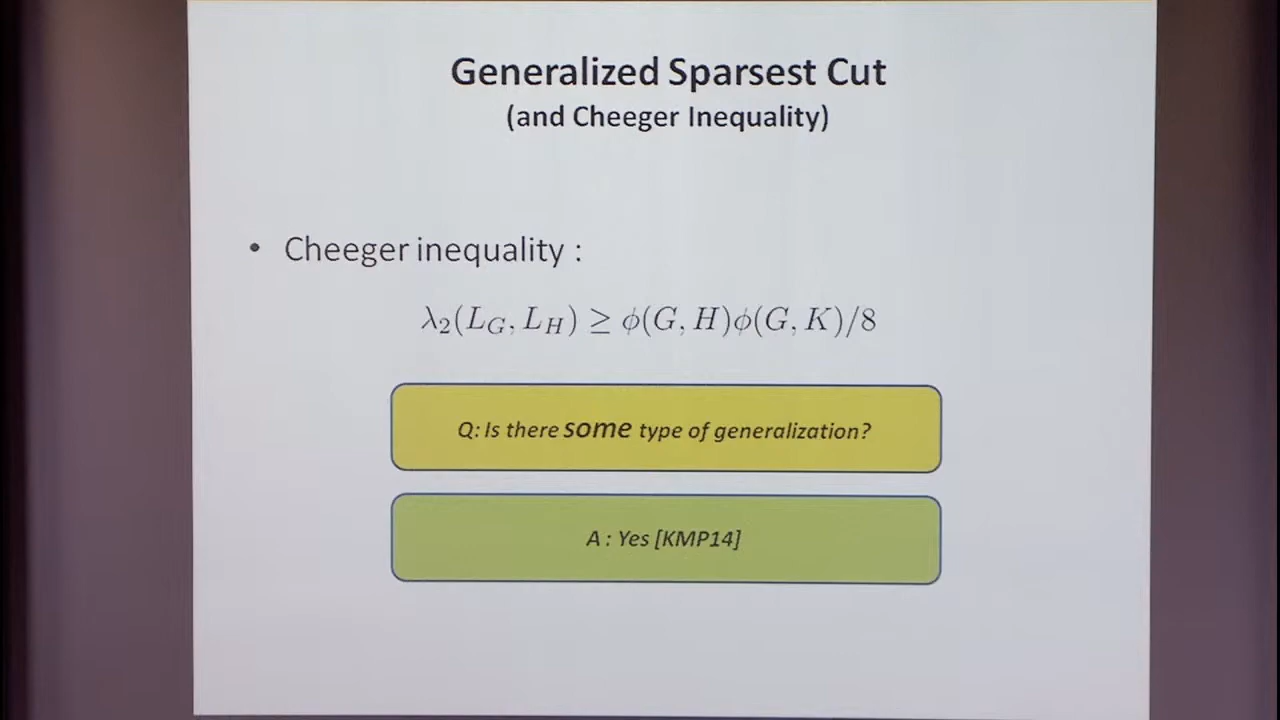 Generalized Sparsest Cut
(and Cheeger Inequality)
• Cheeger inequality :
λ₂(L_G, L_H) ≥ ϕ(G, H)ϕ(G, K)/8
Q: Is there some type of generalization?
A : Yes [KMP14]